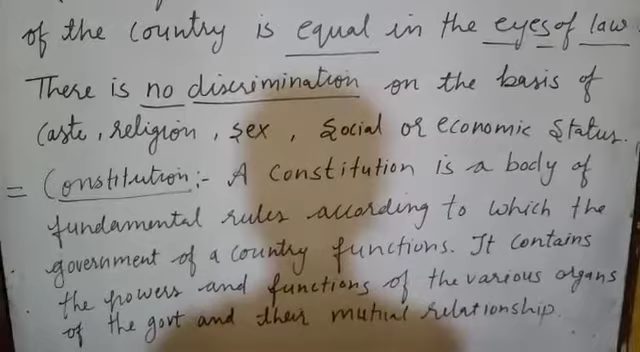 of the country is equal in the eyes of law.
There is no discrimination on the basis of
Caste, religion, sex, Social or economic Status.
= Constitution:- A Constitution is a body of
fundamental rules according to which the
government of a country functions. It contains
the powers and functions of the various organs
of the govt and their mutual relationship.